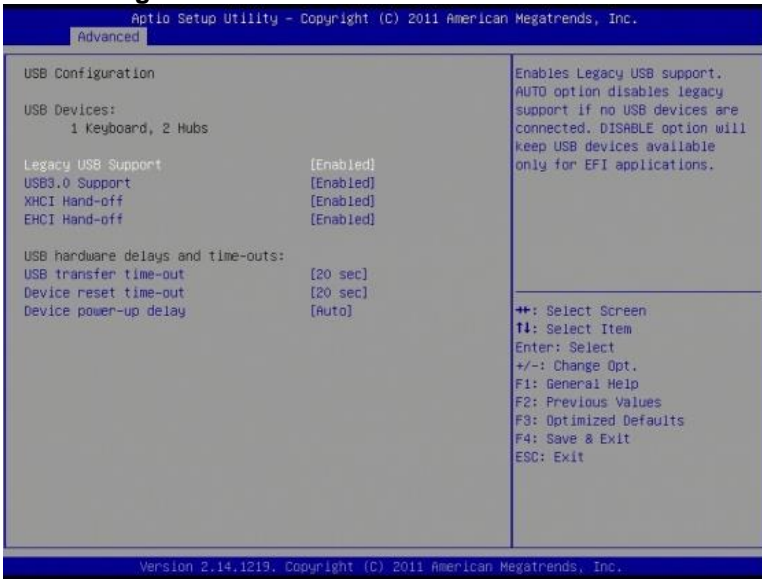 Aptio Setup Utility – Copyright (C) 2011 American Megatrends, Inc.
Advanced
USB Configuration
USB Devices:
1 Keyboard, 2 Hubs
Legacy USB Support [Enabled]
USB3.0 Support [Enabled]
XHCI Hand-off [Enabled]
EHCI Hand-off [Enabled]
USB hardware delays and time-outs:
USB transfer time-out [20 sec]
Device reset time-out [20 sec]
Device power-up delay [Auto]
Enables Legacy USB support.
AUTO option disables legacy
support if no USB devices are
connected. DISABLE option will
keep USB devices available
only for EFI applications.
→←: Select Screen
↑↓: Select Item
Enter: Select
+/-: Change Opt.
F1: General Help
F2: Previous Values
F3: Optimized Defaults
F4: Save & Exit
ESC: Exit
Version 2.14.1219. Copyright (C) 2011 American Megatrends, Inc.